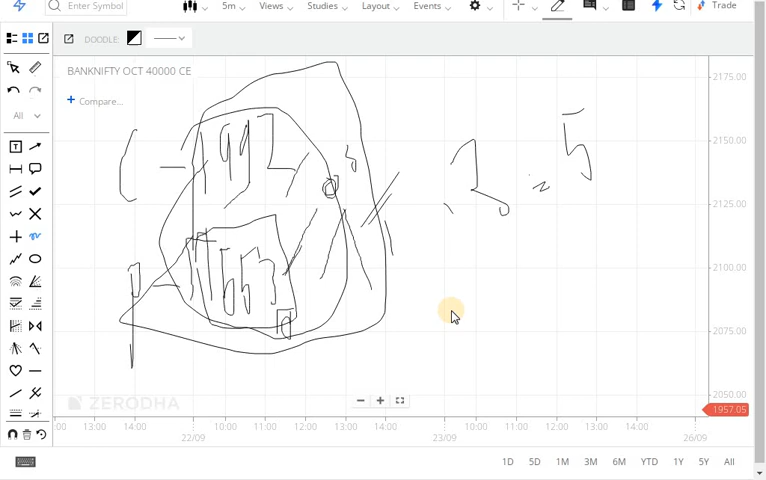 Enter Symbol 5m Views Studies Layout Events Trade
DOODLE:
BANKNIFTY OCT 40000 CE
+ Compare...
All
T
2175.00
2150.00
2125.00
2100.00
2075.00
2050.00
1957.05
ZERODHA
:00 13:00 14:00 10:00 11:00 12:00 13:00 14:00 10:00 11:00 12:00 13:00 14:00
22/09 23/09 26/09
1D 5D 1M 3M 6M YTD 1Y 5Y All